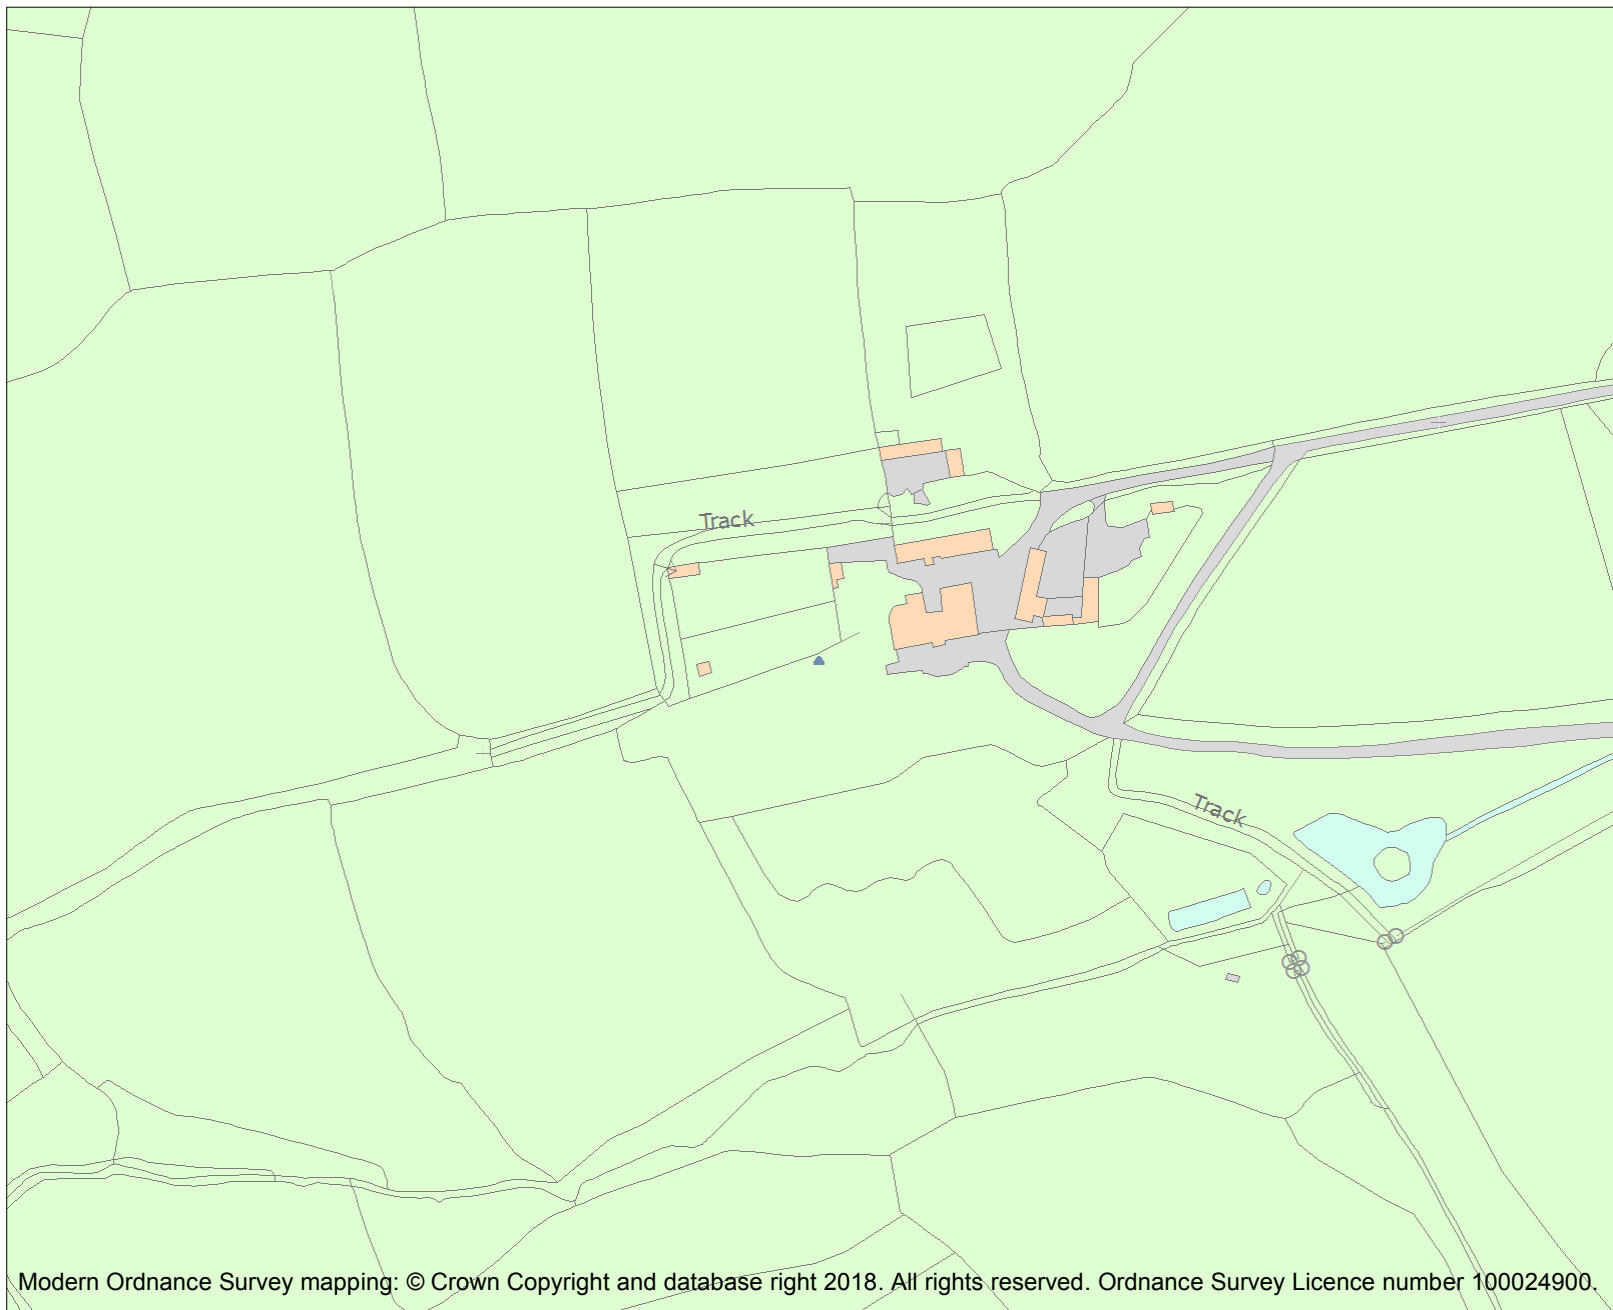 Track
Track
Modern Ordnance Survey mapping: © Crown Copyright and database right 2018. All rights reserved. Ordnance Survey Licence number 100024900.